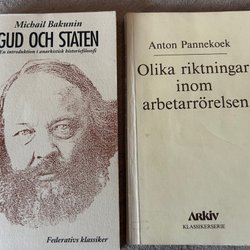 Michail Bakunin
GUD OCH STATEN
En introduktion i anarkistisk historiefilosofi
Federativs klassiker
Anton Pannekoek
Olika riktningar
inom
arbetarrörelsen
ARKIV
KLASSIKERSERIE